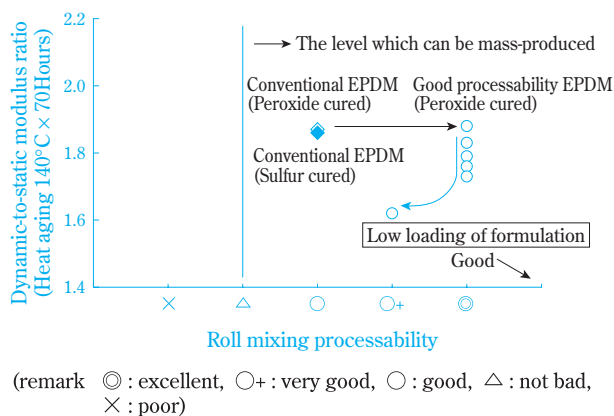 2.2
2.0
1.8
1.6
1.4
Dynamic-to-static modulus ratio
(Heat aging 140°C × 70Hours)
The level which can be mass-produced
Conventional EPDM
(Peroxide cured)
Good processability EPDM
(Peroxide cured)
Conventional EPDM
(Sulfur cured)
Low loading of formulation
Good
× △ ○ ○+ ◎
Roll mixing processability
(remark ◎ : excellent, ○+ : very good, ○ : good, △ : not bad,
× : poor)